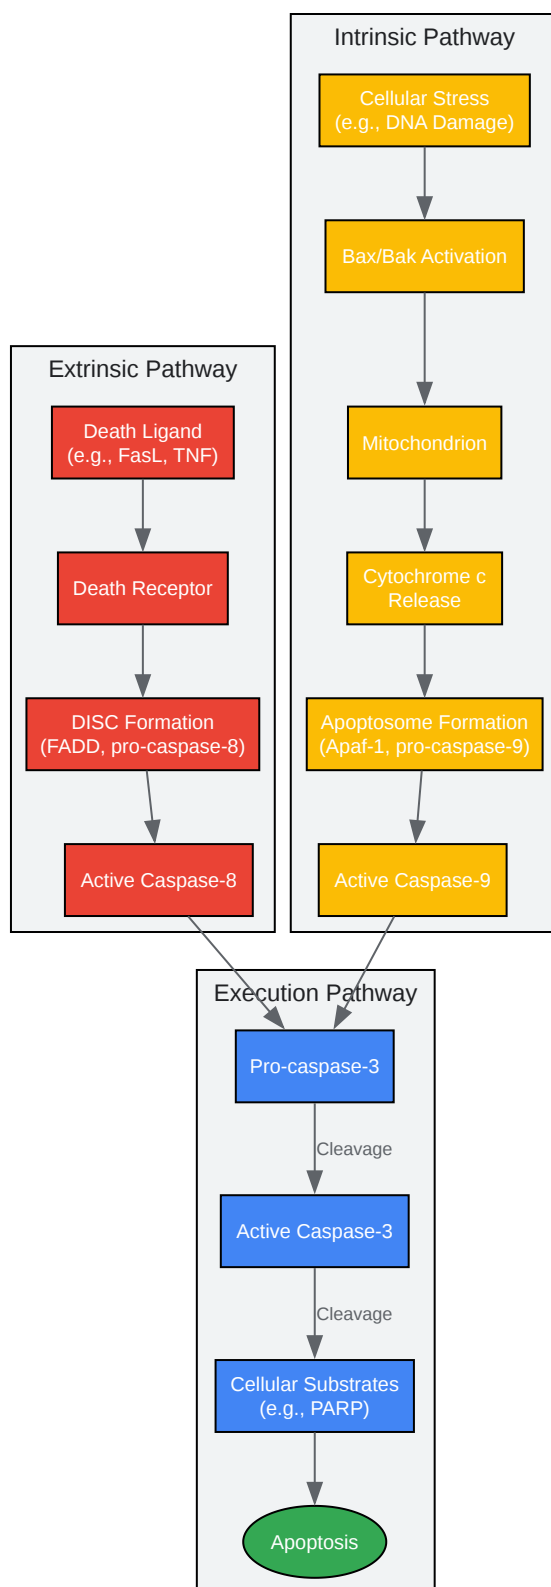 Intrinsic Pathway
Cellular Stress
(e.g., DNA Damage)
Bax/Bak Activation
Mitochondrion
Cytochrome c
Release
Apoptosome Formation
(Apaf-1, pro-caspase-9)
Active Caspase-9
Extrinsic Pathway
Death Ligand
(e.g., FasL, TNF)
Death Receptor
DISC Formation
(FADD, pro-caspase-8)
Active Caspase-8
Execution Pathway
Pro-caspase-3
Cleavage
Active Caspase-3
Cleavage
Cellular Substrates
(e.g., PARP)
Apoptosis